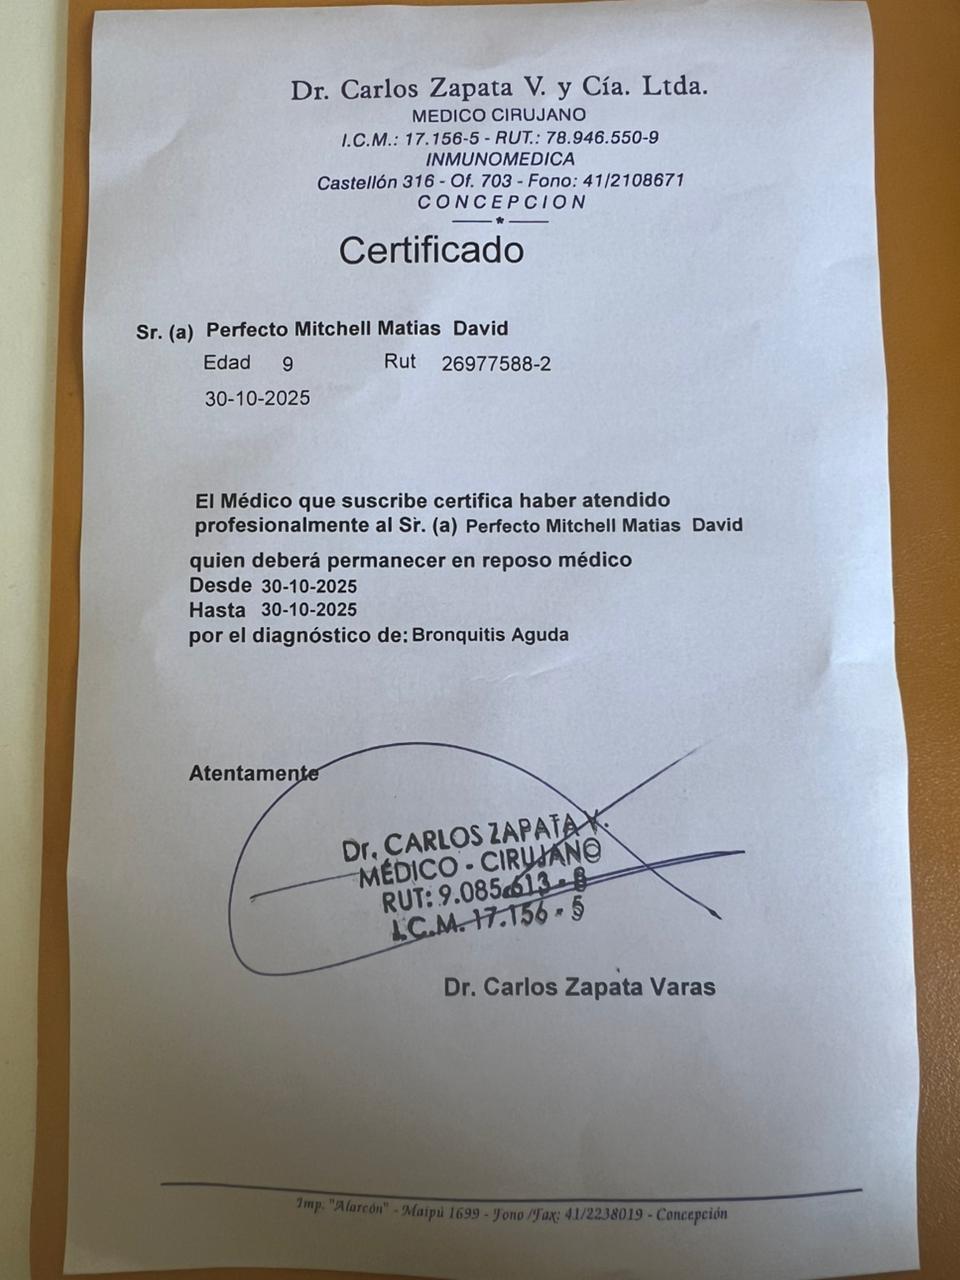 Dr. Carlos Zapata V. y Cía. Ltda.
MEDICO CIRUJANO
I.C.M.: 17.156-5 - RUT.: 78.946.550-9
INMUNOMEDICA
Castellón 316 - Of. 703 - Fono: 41/2108671
CONCEPCION
Certificado
Sr. (a) Perfecto Mitchell Matias David
Edad 9 Rut 26977588-2
30-10-2025
El Médico que suscribe certifica haber atendido
profesionalmente al Sr. (a) Perfecto Mitchell Matias David
quien deberá permanecer en reposo médico
Desde 30-10-2025
Hasta 30-10-2025
por el diagnóstico de: Bronquitis Aguda
Atentamente
Dr. CARLOS ZAPATA V.
MÉDICO - CIRUJANO
RUT: 9.085.613 -
I.C.M. 17.156 - 5
Dr. Carlos Zapata Varas
Imp. "Alarcón" - Maipú 1699 - Fono /Fax: 41/2238019 - Concepción